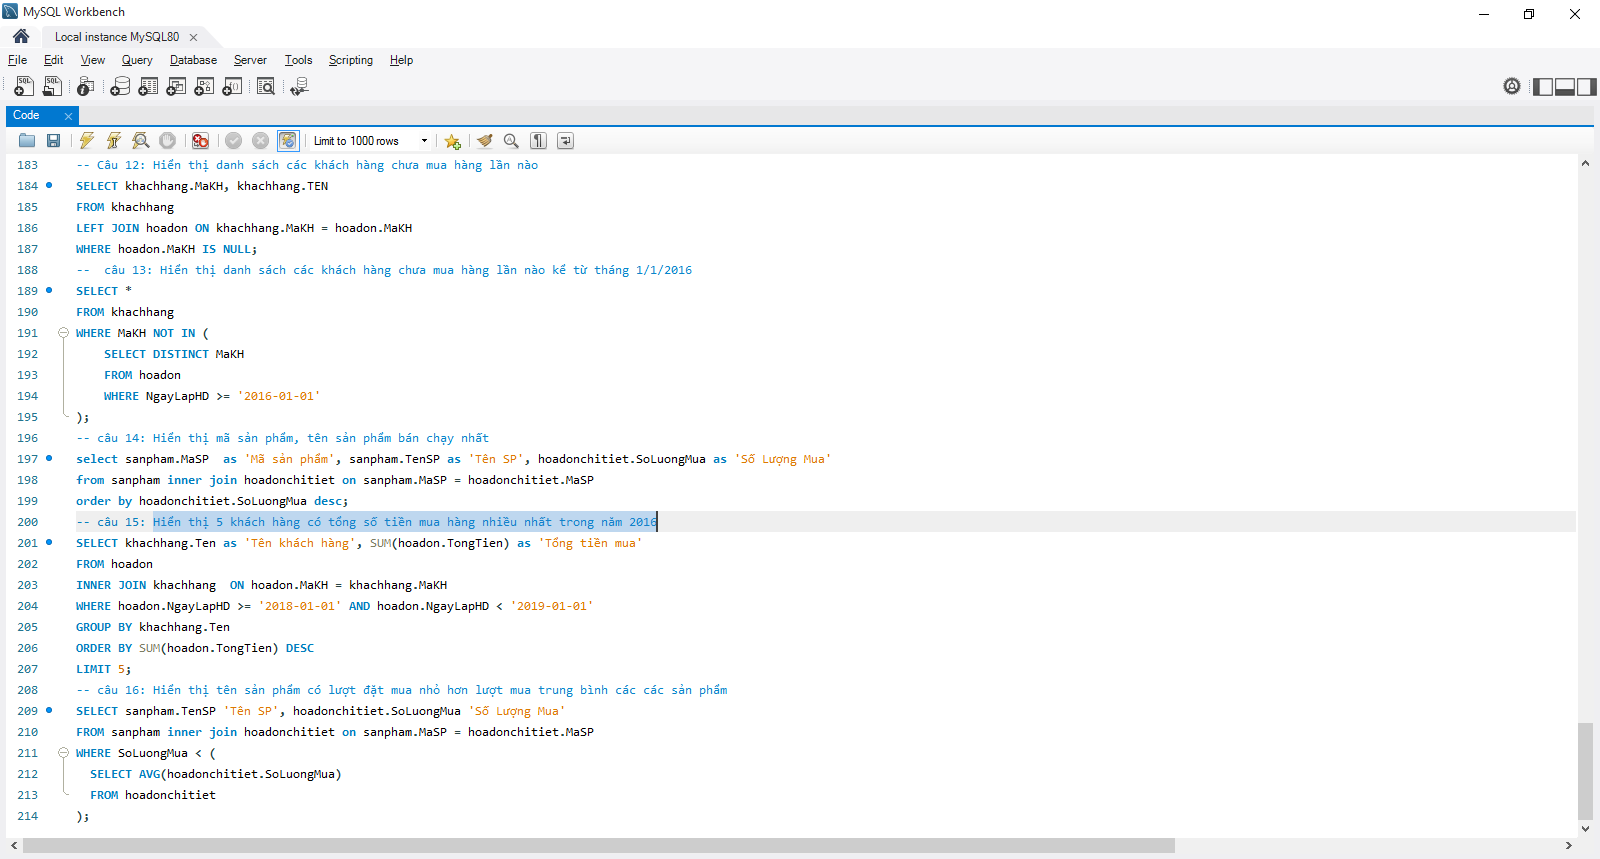 MySQL Workbench
Local instance MySQL80
File Edit View Query Database Server Tools Scripting Help
Code
Limit to 1000 rows
183 -- Câu 12: Hiển thị danh sách các khách hàng chưa mua hàng lần nào
184 SELECT khachhang.MaKH, khachhang.TEN
185 FROM khachhang
186 LEFT JOIN hoadon ON khachhang.MaKH = hoadon.MaKH
187 WHERE hoadon.MaKH IS NULL;
188 --  câu 13: Hiển thị danh sách các khách hàng chưa mua hàng lần nào kể từ tháng 1/1/2016
189 SELECT *
190 FROM khachhang
191 WHERE MaKH NOT IN (
192 SELECT DISTINCT MaKH
193 FROM hoadon
194 WHERE NgayLapHD >= '2016-01-01'
195 );
196 -- câu 14: Hiển thị mã sản phẩm, tên sản phẩm bán chạy nhất
197 select sanpham.MaSP  as 'Mã sản phẩm', sanpham.TenSP as 'Tên SP', hoadonchitiet.SoLuongMua as 'Số Lượng Mua'
198 from sanpham inner join hoadonchitiet on sanpham.MaSP = hoadonchitiet.MaSP
199 order by hoadonchitiet.SoLuongMua desc;
200 -- câu 15: Hiển thị 5 khách hàng có tổng số tiền mua hàng nhiều nhất trong năm 2016
201 SELECT khachhang.Ten as 'Tên khách hàng', SUM(hoadon.TongTien) as 'Tổng tiền mua'
202 FROM hoadon
203 INNER JOIN khachhang  ON hoadon.MaKH = khachhang.MaKH
204 WHERE hoadon.NgayLapHD >= '2018-01-01' AND hoadon.NgayLapHD < '2019-01-01'
205 GROUP BY khachhang.Ten
206 ORDER BY SUM(hoadon.TongTien) DESC
207 LIMIT 5;
208 -- câu 16: Hiển thị tên sản phẩm có lượt đặt mua nhỏ hơn lượt mua trung bình các các sản phẩm
209 SELECT sanpham.TenSP 'Tên SP', hoadonchitiet.SoLuongMua 'Số Lượng Mua'
210 FROM sanpham inner join hoadonchitiet on sanpham.MaSP = hoadonchitiet.MaSP
211 WHERE SoLuongMua < (
212 SELECT AVG(hoadonchitiet.SoLuongMua)
213 FROM hoadonchitiet
214 );